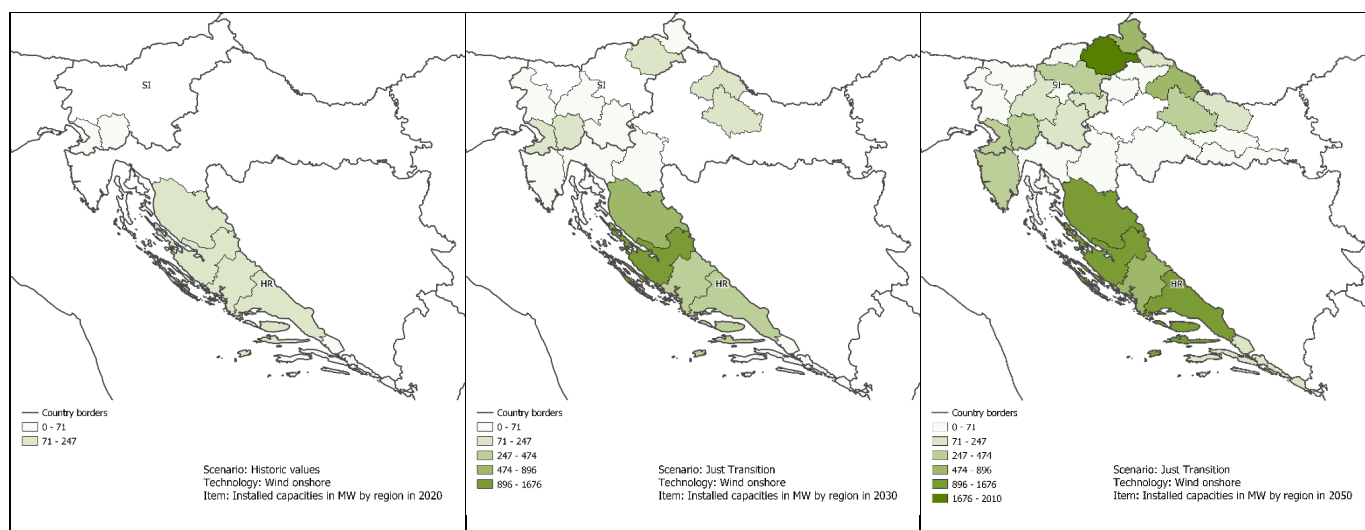 SI
HR
Country borders
0 - 71
71 - 247
Scenario: Historic values
Technology: Wind onshore
Item: Installed capacities in MW by region in 2020
SI
HR
Country borders
0 - 71
71 - 247
247 - 474
474 - 896
896 - 1676
Scenario: Just Transition
Technology: Wind onshore
Item: Installed capacities in MW by region in 2030
SI
HR
Country borders
0 - 71
71 - 247
247 - 474
474 - 896
896 - 1676
1676 - 2010
Scenario: Just Transition
Technology: Wind onshore
Item: Installed capacities in MW by region in 2050